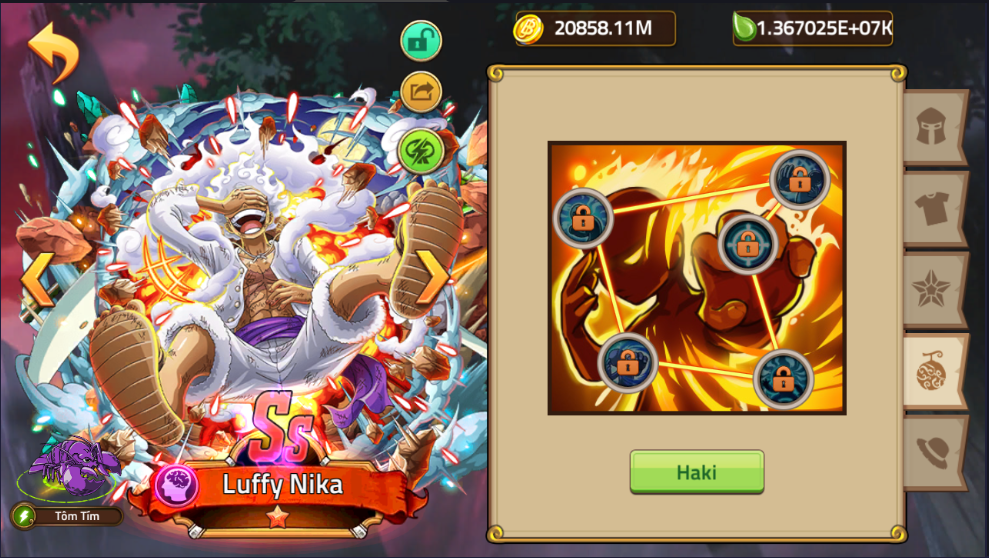 20858.11M
1.367025E+07K
Ss
Luffy Nika
Tôm Tím
Haki